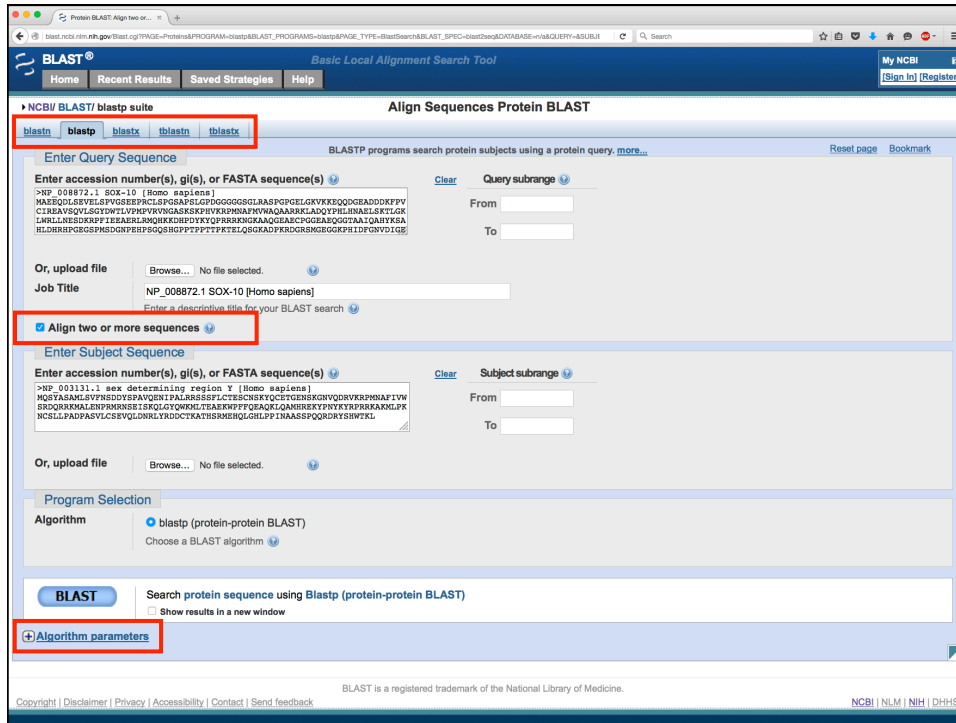 Protein BLAST: Align two or...
blast.ncbi.nlm.nih.gov/Blast.cgi?PAGE=Proteins&PROGRAM=blastp&BLAST_PROGRAMS=blastp&PAGE_TYPE=BlastSearch&BLAST_SPEC=blast2seq&DATABASE=n/a&QUERY=&SUBJE
Search
BLAST®
Basic Local Alignment Search Tool
My NCBI
Home Recent Results Saved Strategies Help
[Sign In] [Register
NCBI/ BLAST/ blastp suite
Align Sequences Protein BLAST
blastn blastp blastx tblastn tblastx
BLASTP programs search protein subjects using a protein query. more...
Reset page Bookmark
Enter Query Sequence
Enter accession number(s), gi(s), or FASTA sequence(s)
Clear
Query subrange
>NP_008872.1 SOX-10 [Homo sapiens]
MAEEQDLSEVELSPVGSEEPRCLSPGSAPSLGPDGGGGGSGLRASPGPGELGKVKKEQQDGEADDDKFPV
CIREAVSQVLSGYDWTLVPMPVRVNGASKSKPHVKRPMNAFMVWAQAARRKLADQYPHLHNAELSKTLGK
LWRLLNESDKRPFIEEAERLRMQHKKDHPDYKYQPRRRKNGKAAQGEAECPGGEAEQGGTAAIQAHYKSA
HLDHRHPGEGSPMSDGNPEHPSGQSHGPPTPPTTPKTELQSGKADPKRDGRSMGEGGKPHIDFGNVDIGE
From
To
Or, upload file
Browse... No file selected.
Job Title
NP_008872.1 SOX-10 [Homo sapiens]
Enter a descriptive title for your BLAST search
Align two or more sequences
Enter Subject Sequence
Enter accession number(s), gi(s), or FASTA sequence(s)
Clear
Subject subrange
>NP_003131.1 sex determining region Y [Homo sapiens]
MQSYASAMLSVFNSDDYSPAVQENIPALRRSSSFLCTESCNSKYQCETGENSKGNVQDRVKRPMNAFIVW
SRDQRRKMALENPRMRNSEISKQLGYQWKMLTEAEKWPFFQEAQKLQAMHREKYPNYKYRPRRKAKMLPK
NCSLLPADPASVLCSEVQLDNRLYRDDCTKATHSRMEHQLGHLPPINAASSPQQRDRYSHWTKL
From
To
Or, upload file
Browse... No file selected.
Program Selection
Algorithm
blastp (protein-protein BLAST)
Choose a BLAST algorithm
BLAST
Search protein sequence using Blastp (protein-protein BLAST)
Show results in a new window
Algorithm parameters
BLAST is a registered trademark of the National Library of Medicine.
Copyright | Disclaimer | Privacy | Accessibility | Contact | Send feedback
NCBI | NLM | NIH | DHHS